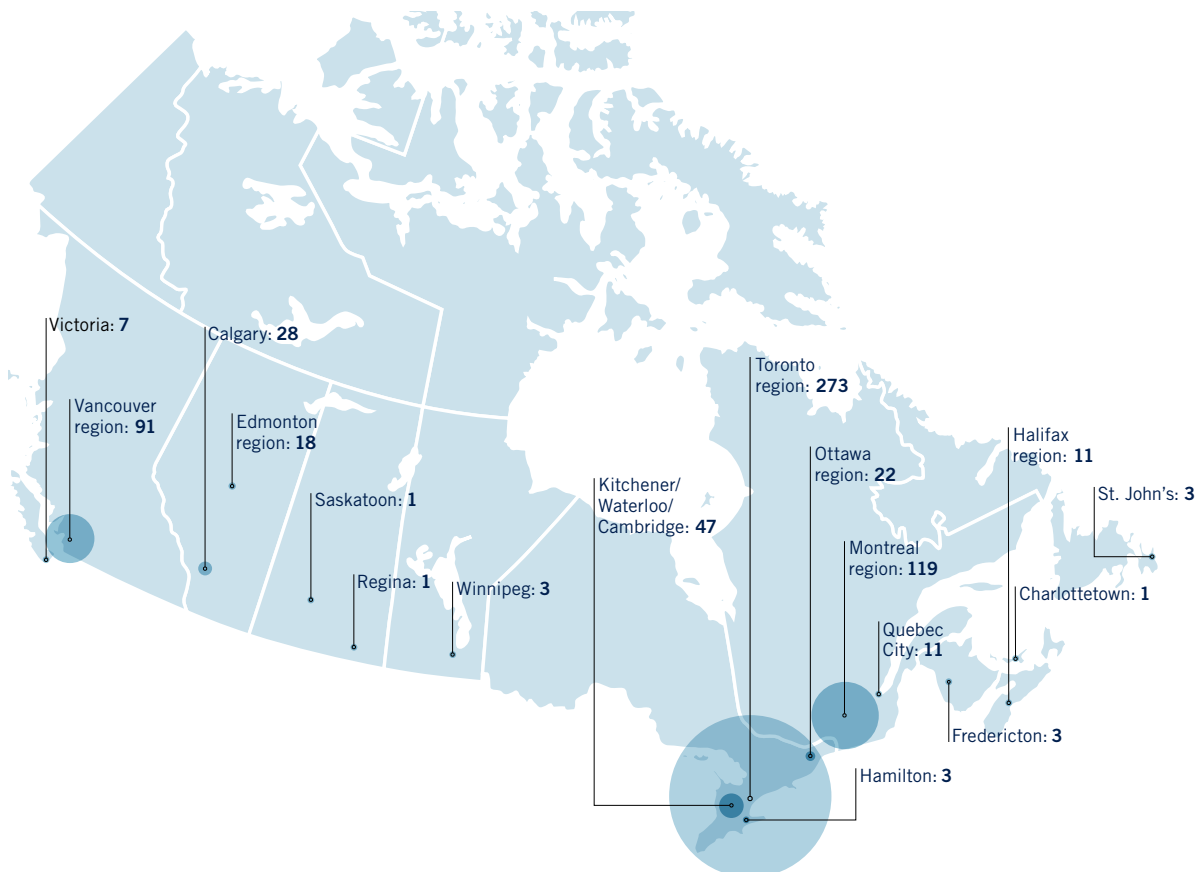 Victoria: 7
Calgary: 28
Vancouver
region: 91
Edmonton
region: 18
Saskatoon: 1
Regina: 1
Winnipeg: 3
Kitchener/
Waterloo/
Cambridge: 47
Toronto
region: 273
Ottawa
region: 22
Montreal
region: 119
Quebec
City: 11
Halifax
region: 11
St. John's: 3
Charlottetown: 1
Fredericton: 3
Hamilton: 3